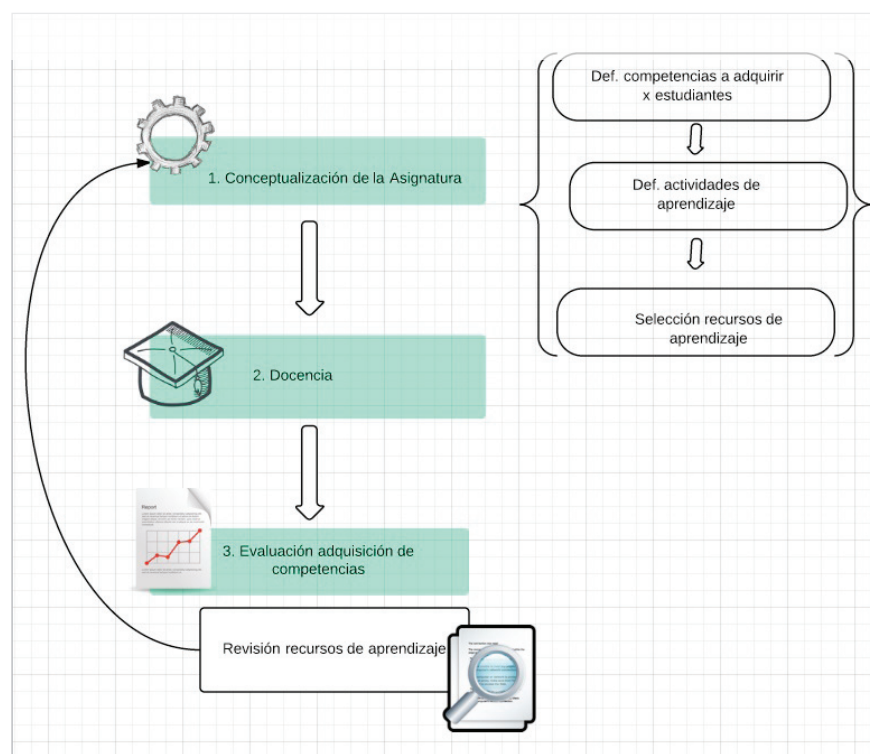 1. Conceptualización de la Asignatura
2. Docencia
Report
3. Evaluación adquisición de
competencias
Revisión recursos de aprendizaje
Def. competencias a adquirir
x estudiantes
Def. actividades de
aprendizaje
Selección recursos de
aprendizaje